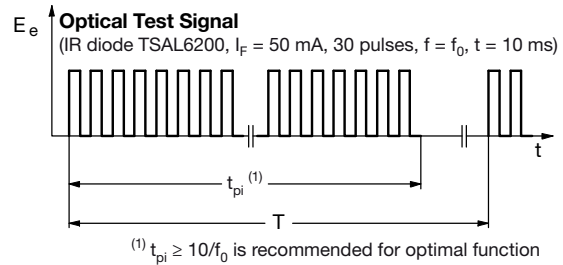 Optical Test Signal
E e
(IR diode TSAL6200, I F = 50 mA, 30 pulses, f = f 0, t = 10 ms)
t
t pi (1)
T
(1) t pi ≥ 10/f 0 is recommended for optimal function